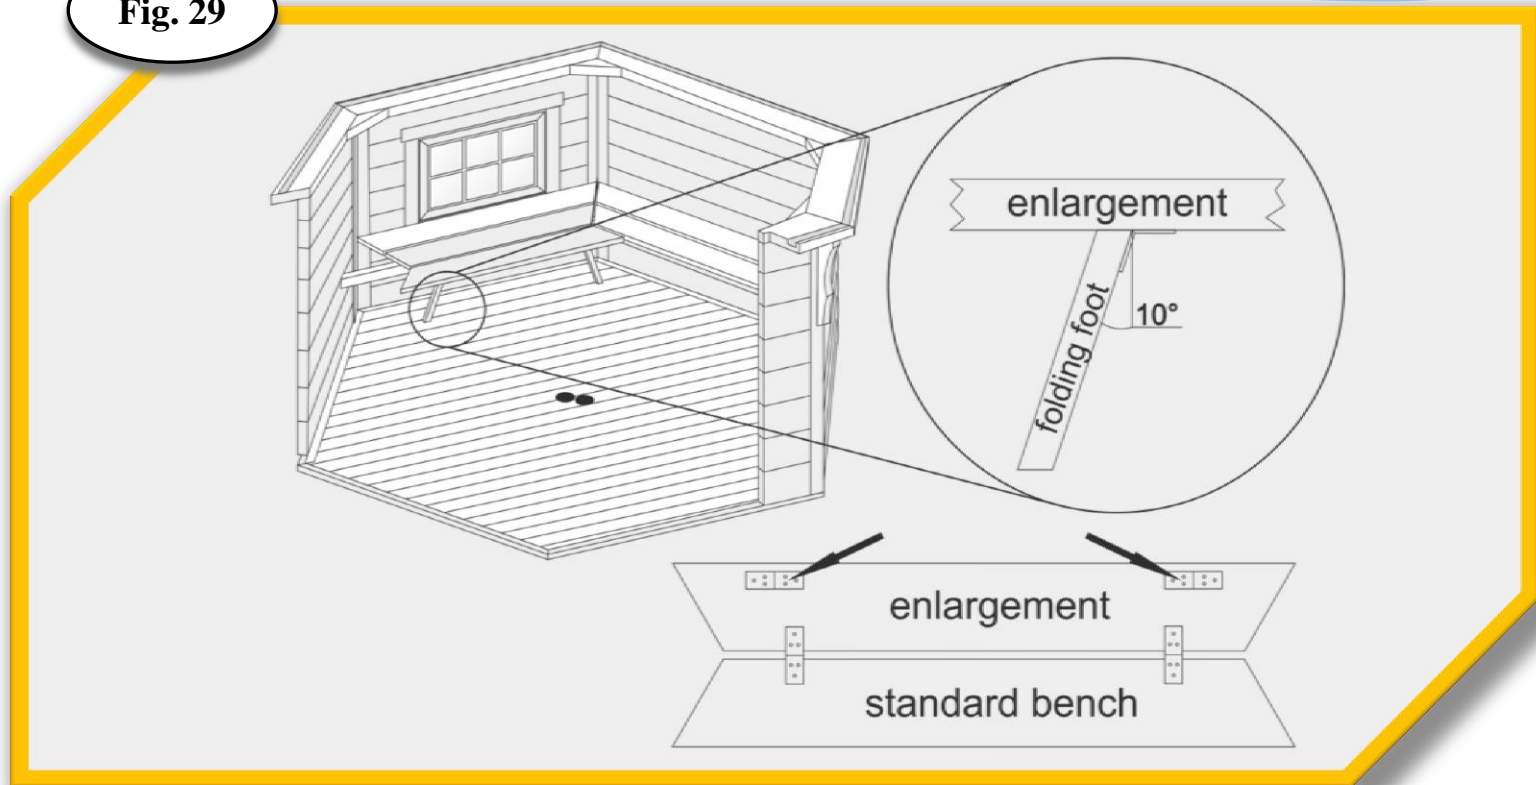 Fig. 29
enlargement
folding foot
10°
enlargement
standard bench